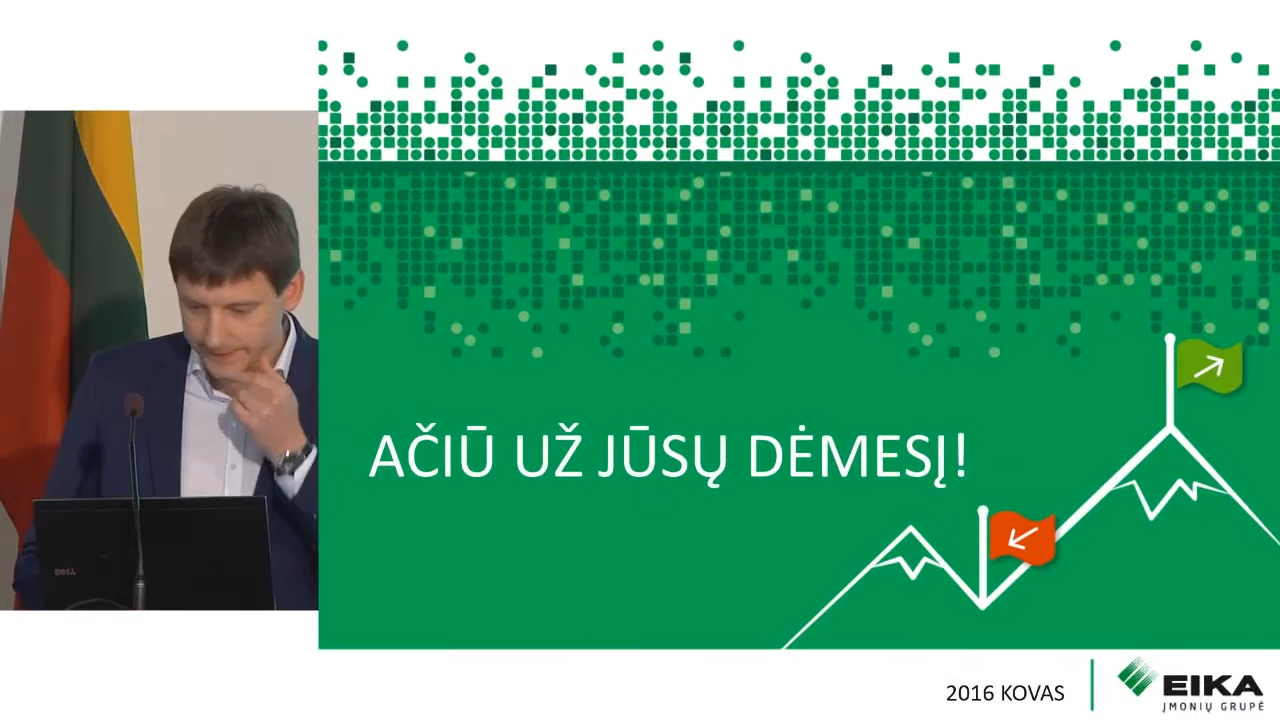 AČIŪ UŽ JŪSŲ DĖMESĮ!
DELL
2016 KOVAS
EIKA
ĮMONIŲ GRUPĖ